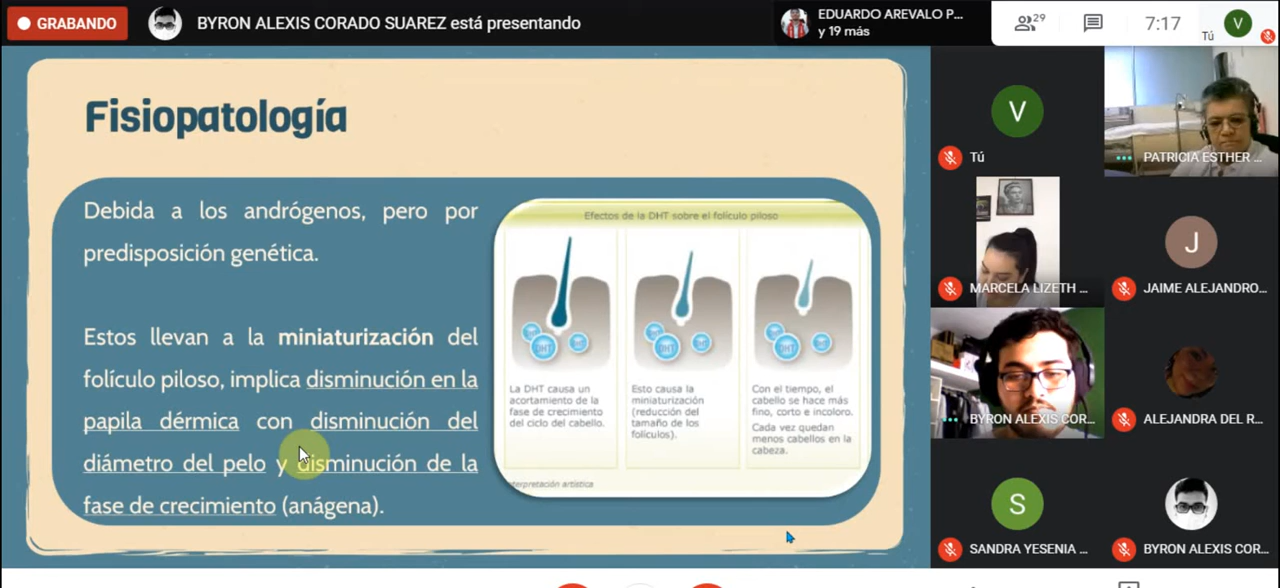 GRABANDO
BYRON ALEXIS CORADO SUAREZ está presentando
EDUARDO AREVALO P...
y 19 más
29
7:17
Tú
V
Fisiopatología
Debida a los andrógenos, pero por
predisposición genética.
Estos llevan a la miniaturización del
folículo piloso, implica disminución en la
papila dérmica con disminución del
diámetro del pelo y disminución de la
fase de crecimiento (anágena).
Efectos de la DHT sobre el folículo piloso
DHT
DHT
DHT
La DHT causa un
acortamiento de la
fase de crecimiento
del ciclo del cabello.
Esto causa la
miniaturización
(reducción del
tamaño de los
folículos).
Con el tiempo, el
cabello se hace más
fino, corto e incoloro.
Cada vez quedan
menos cabellos en la
cabeza.
nterpretación artística
V
Tú
PATRICIA ESTHER ...
MARCELA LIZETH ...
J
JAIME ALEJANDRO...
BYRON ALEXIS COR...
ALEJANDRA DEL R...
S
SANDRA YESENIA ...
BYRON ALEXIS COR...